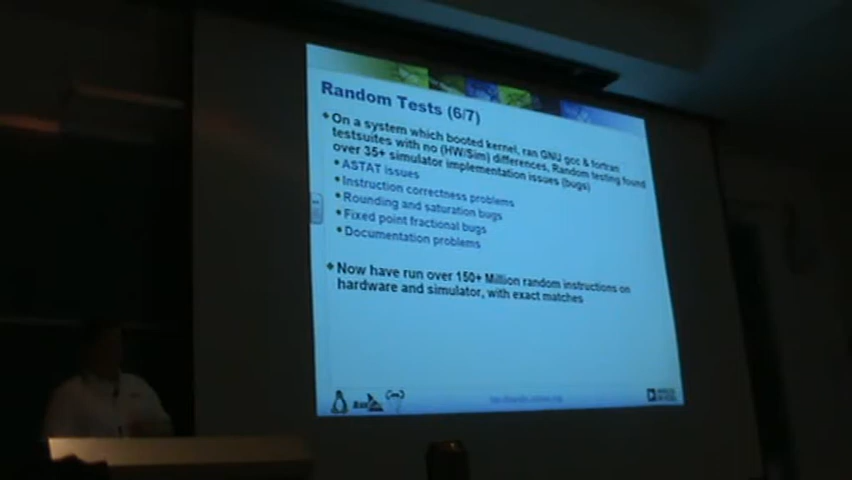 Random Tests (6/7)
On a system which booted kernel, ran GNU gcc & fortran
testsuites with no (HW/Sim) differences, Random testing found
over 35+ simulator implementation issues (bugs)
ASTAT issues
Instruction correctness problems
Rounding and saturation bugs
Fixed point fractional bugs
Documentation problems
Now have run over 150+ Million random instructions on
hardware and simulator, with exact matches